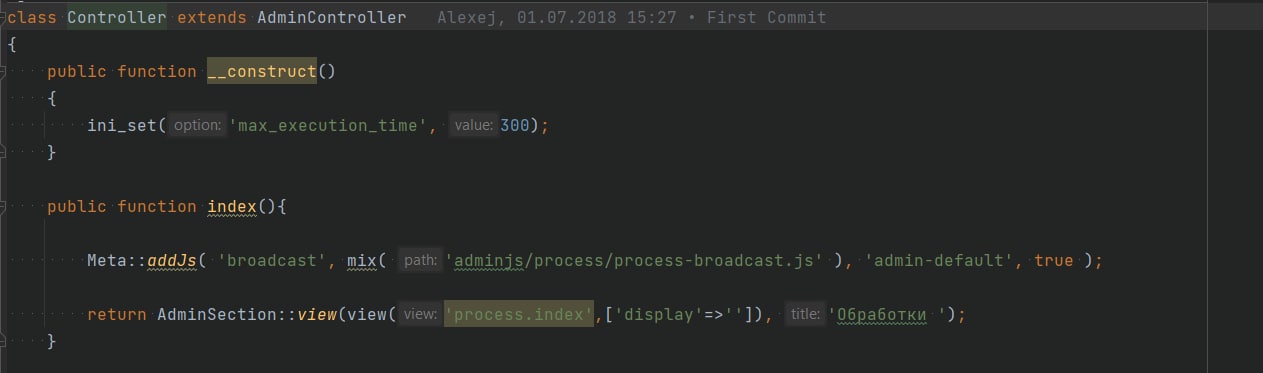 class Controller extends AdminController Alexej, 01.07.2018 15:27 • First Commit
{
public function __construct()
{
ini_set( option: 'max_execution_time', value: 300);
}
public function index(){
Meta::addJs( 'broadcast', mix( path: 'adminjs/process/process-broadcast.js' ), 'admin-default', true );
return AdminSection::view(view( view: 'process.index',['display'=>'']), title: 'Обработки ');
}